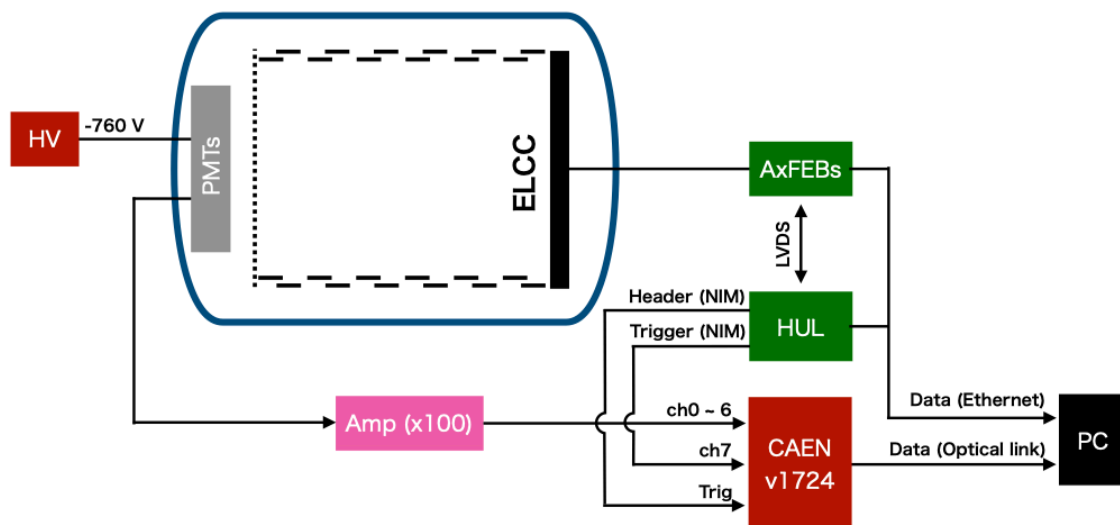 HV
-760 V
PMTs
ELCC
AxFEBs
LVDS
Header (NIM)
HUL
Trigger (NIM)
Amp (x100)
ch0 ~ 6
ch7
Trig
CAEN
v1724
Data (Ethernet)
Data (Optical link)
PC